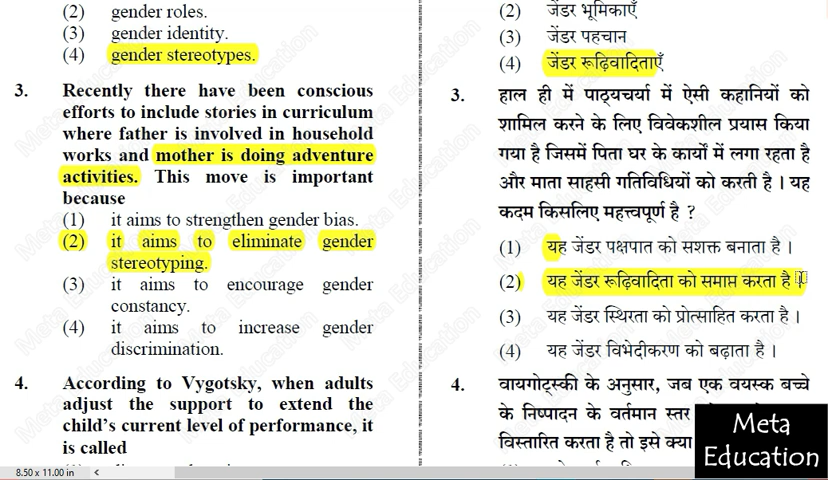 (2) gender roles.
(3) gender identity.
(4) gender stereotypes.
3. Recently there have been conscious
efforts to include stories in curriculum
where father is involved in household
works and mother is doing adventure
activities. This move is important
because
(1) it aims to strengthen gender bias.
(2) it aims to eliminate gender
stereotyping.
(3) it aims to encourage gender
constancy.
(4) it aims to increase gender
discrimination.
4. According to Vygotsky, when adults
adjust the support to extend the
child's current level of performance, it
is called
(2) जेंडर भूमिकाएँ
(3) जेंडर पहचान
(4) जेंडर रूढ़िवादिताएँ
3. हाल ही में पाठ्यचर्या में ऐसी कहानियों को
शामिल करने के लिए विवेकशील प्रयास किया
गया है जिसमें पिता घर के कार्यों में लगा रहता है
और माता साहसी गतिविधियों को करती है । यह
कदम किसलिए महत्त्वपूर्ण है ?
(1) यह जेंडर पक्षपात को सशक्त बनाता है ।
(2) यह जेंडर रूढ़िवादिता को समाप्त करता है ।
(3) यह जेंडर स्थिरता को प्रोत्साहित करता है ।
(4) यह जेंडर विभेदीकरण को बढ़ाता है ।
4. वायगोट्स्की के अनुसार, जब एक वयस्क बच्चे
के निष्पादन के वर्तमान स्तर
विस्तारित करता है तो इसे क्या
Meta
Education
8.50 x 11.00 in